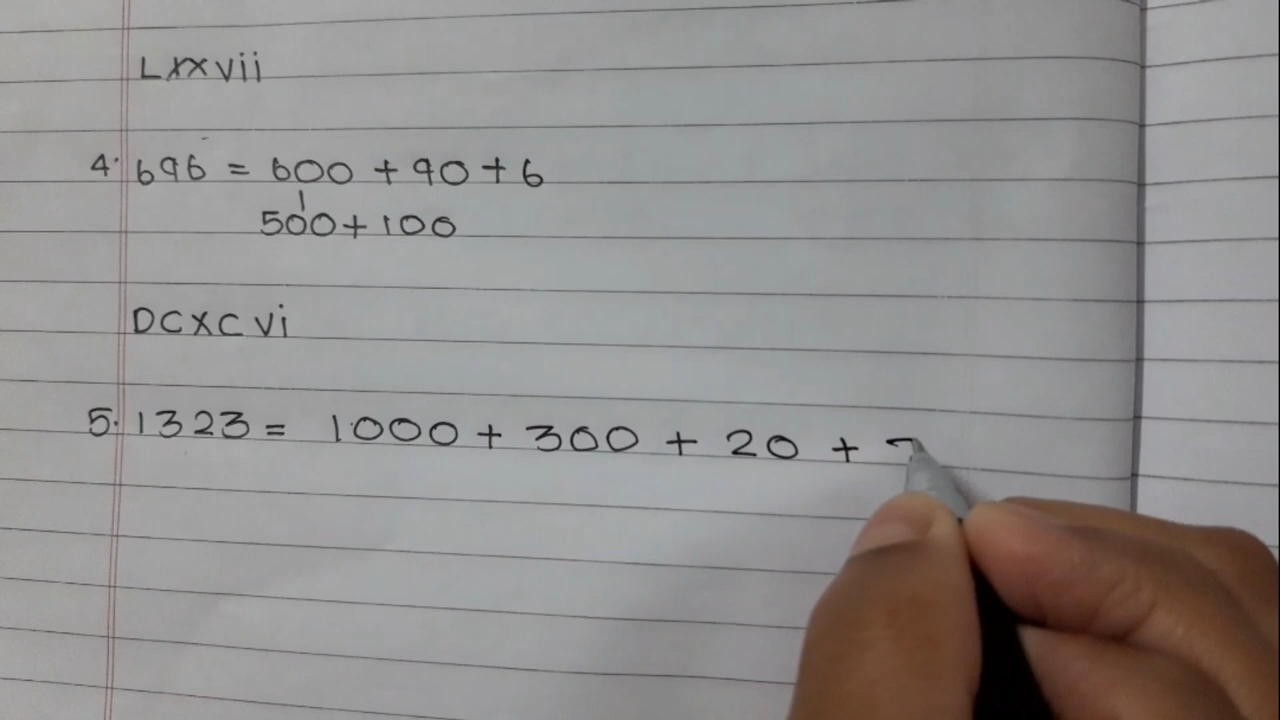 Lxxvii
4. 696 = 600 + 90 + 6
500 + 100
DCXCVi
5. 1323 = 1000 + 300 + 20 +